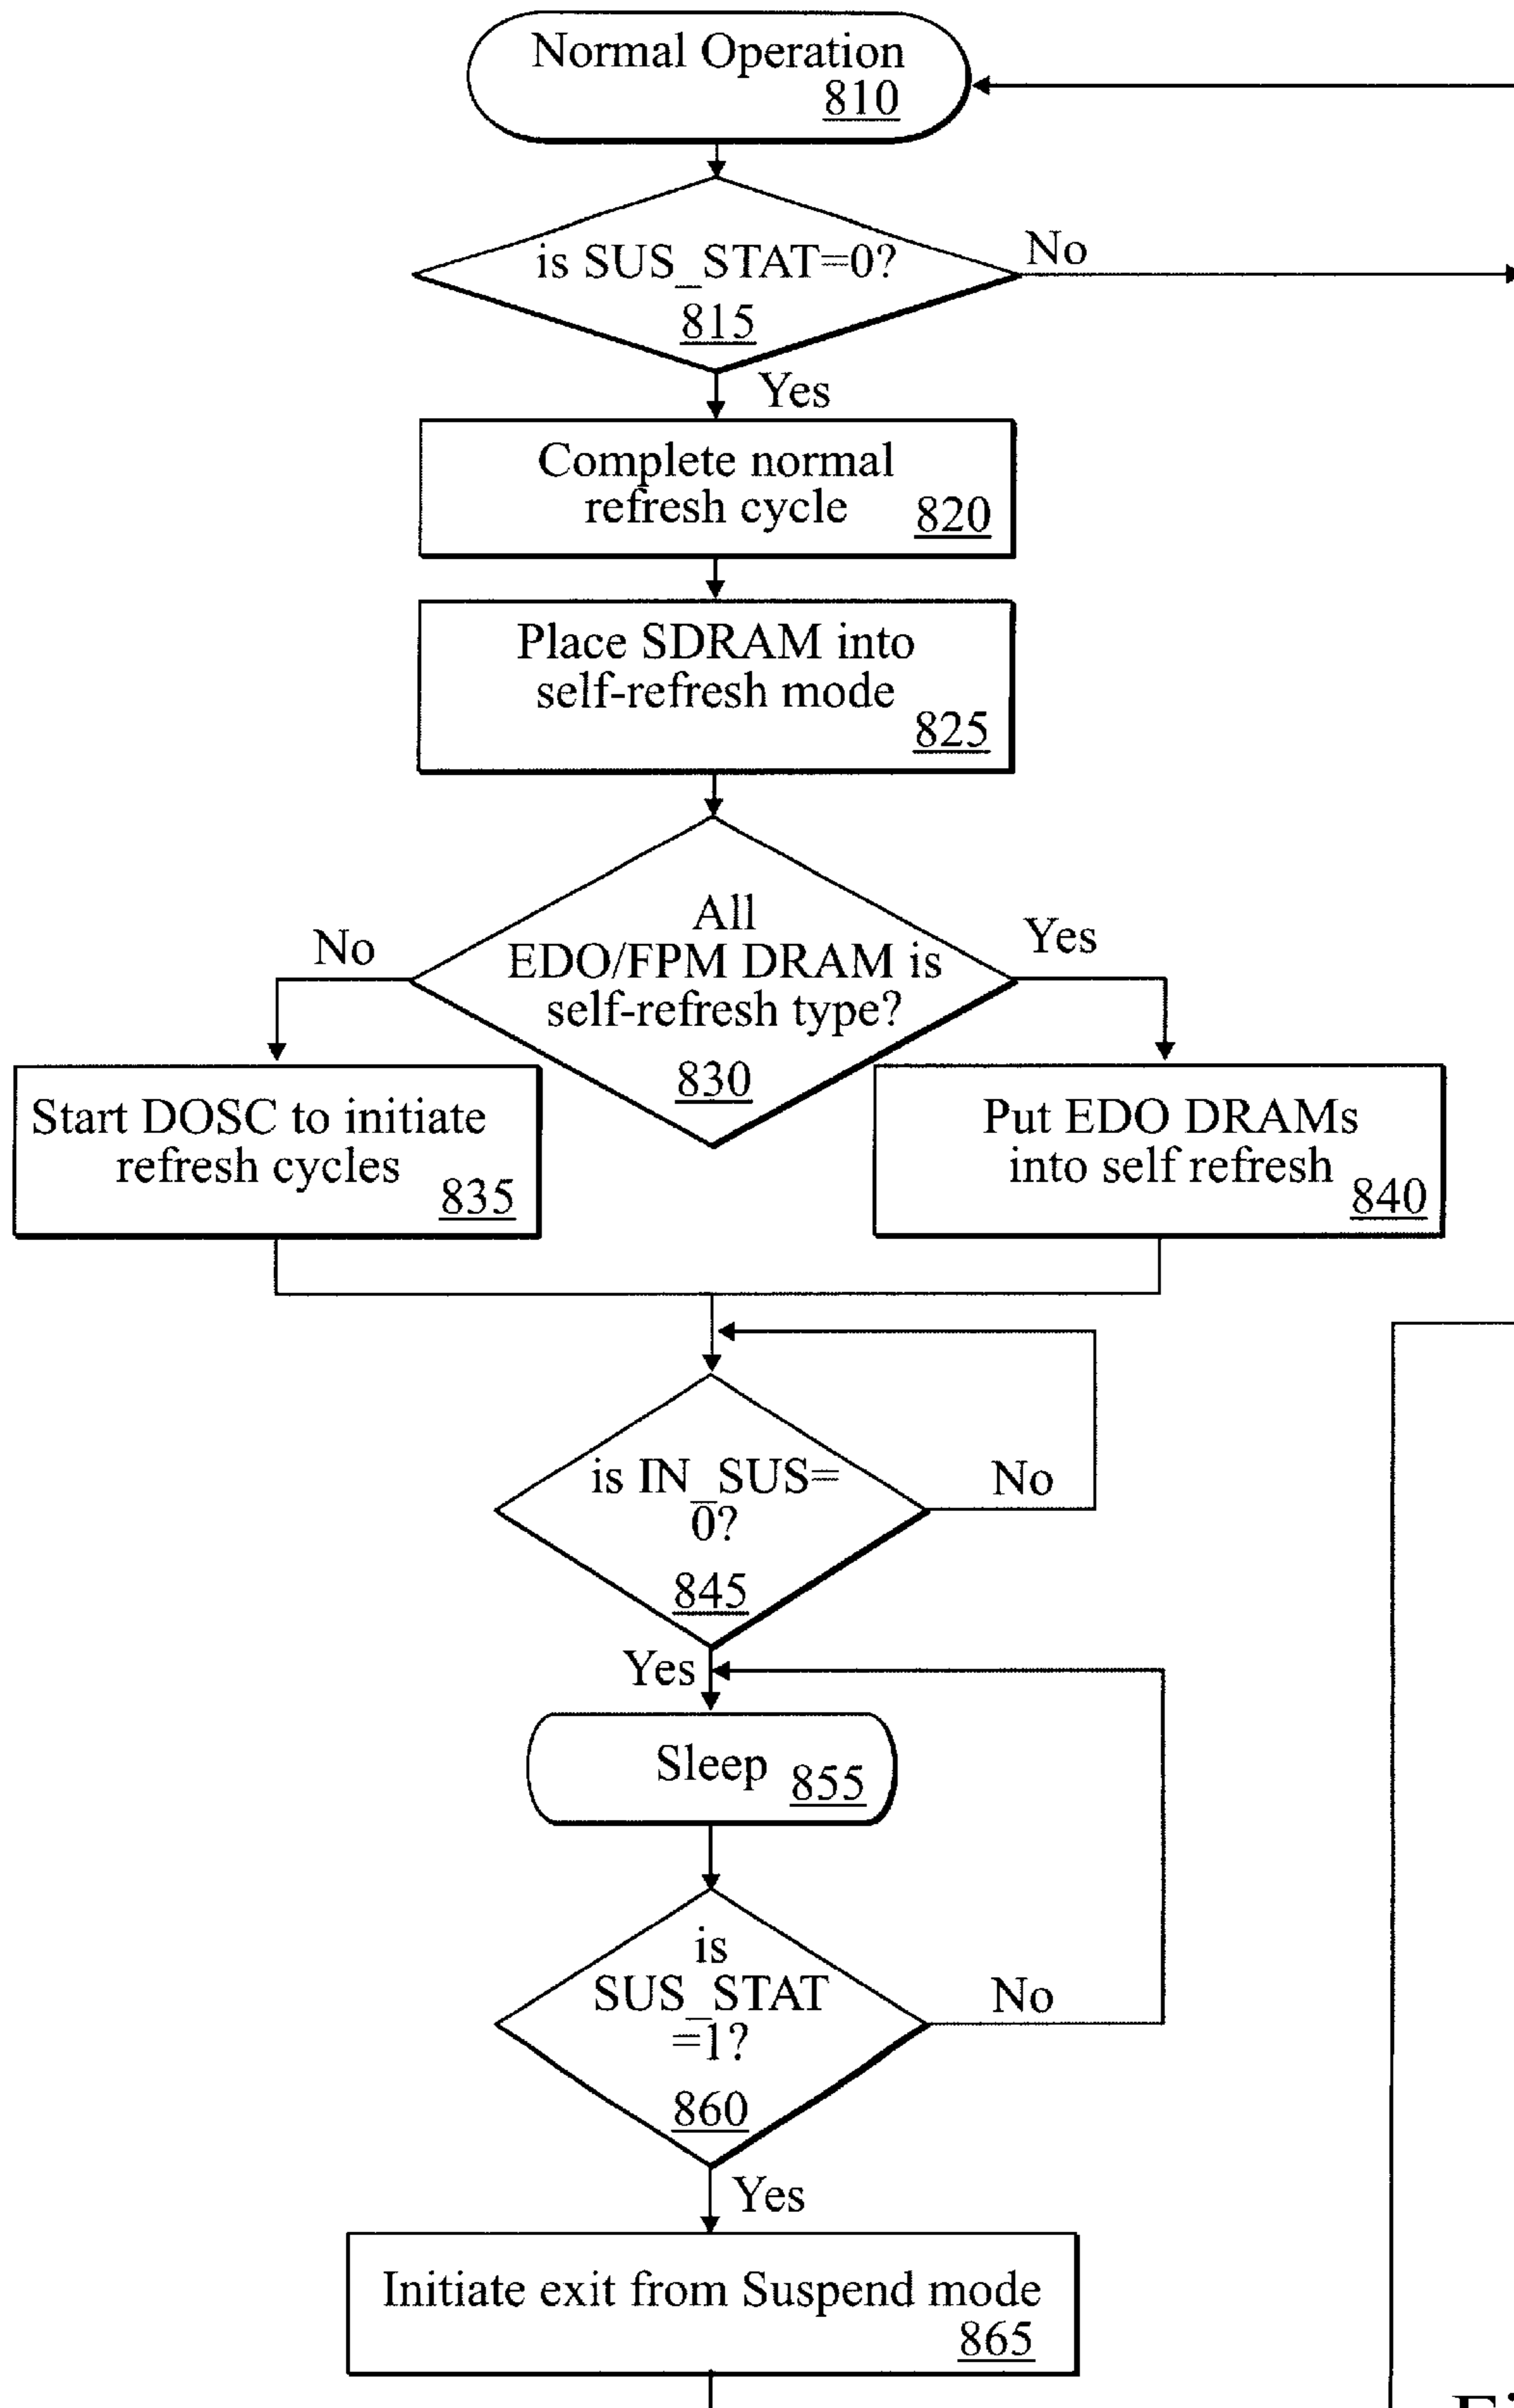 Normal Operation
810
is SUS_STAT=0?
815
No
Yes
Complete normal
refresh cycle
820
Place SDRAM into
self-refresh mode
825
All
EDO/FPM DRAM is
self-refresh type?
830
No
Yes
Start DOSC to initiate
refresh cycles
835
Put EDO DRAMs
into self refresh
840
is IN_SUS=
0?
845
No
Yes
Sleep
855
is
SUS_STAT
=1?
860
No
Yes
Initiate exit from Suspend mode
865